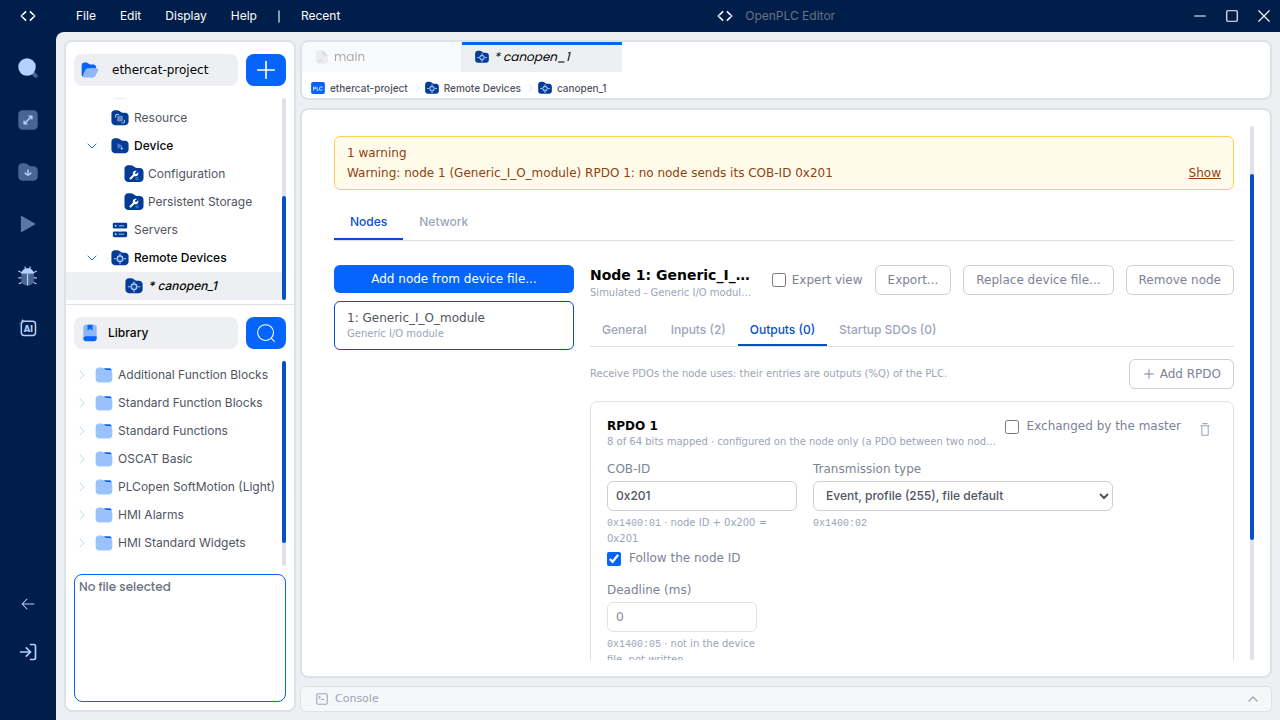 File Edit Display Help | Recent
OpenPLC Editor
ethercat-project
Resource
Device
Configuration
Persistent Storage
Servers
Remote Devices
* canopen_1
Library
Additional Function Blocks
Standard Function Blocks
Standard Functions
OSCAT Basic
PLCopen SoftMotion (Light)
HMI Alarms
HMI Standard Widgets
No file selected
AI
main
* canopen_1
PLC ethercat-project Remote Devices canopen_1
1 warning
Warning: node 1 (Generic_I_O_module) RPDO 1: no node sends its COB-ID 0x201
Show
Nodes Network
Add node from device file...
1: Generic_I_O_module
Generic I/O module
Node 1: Generic_I_...
Simulated - Generic I/O modul...
Expert view
Export...
Replace device file...
Remove node
General Inputs (2) Outputs (0) Startup SDOs (0)
Receive PDOs the node uses: their entries are outputs (%Q) of the PLC.
+ Add RPDO
RPDO 1
8 of 64 bits mapped · configured on the node only (a PDO between two nod...
Exchanged by the master
COB-ID
0x201
0x1400:01 · node ID + 0x200 =
0x201
Follow the node ID
Transmission type
Event, profile (255), file default
0x1400:02
Deadline (ms)
0
0x1400:05 · not in the device
file, not written
Console